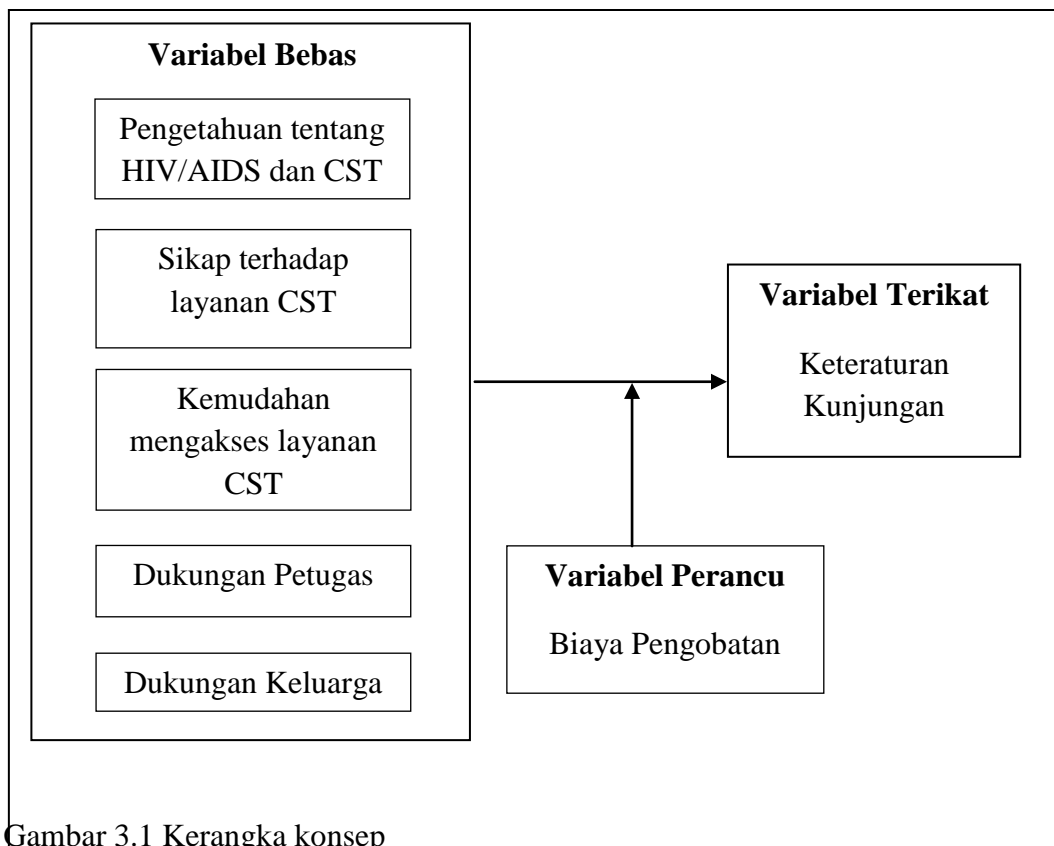 Variabel Bebas
Pengetahuan tentang
HIV/AIDS dan CST
Sikap terhadap
layanan CST
Kemudahan
mengakses layanan
CST
Dukungan Petugas
Dukungan Keluarga
Variabel Terikat
Keteraturan
Kunjungan
Variabel Perancu
Biaya Pengobatan
Gambar 3.1 Kerangka konsep